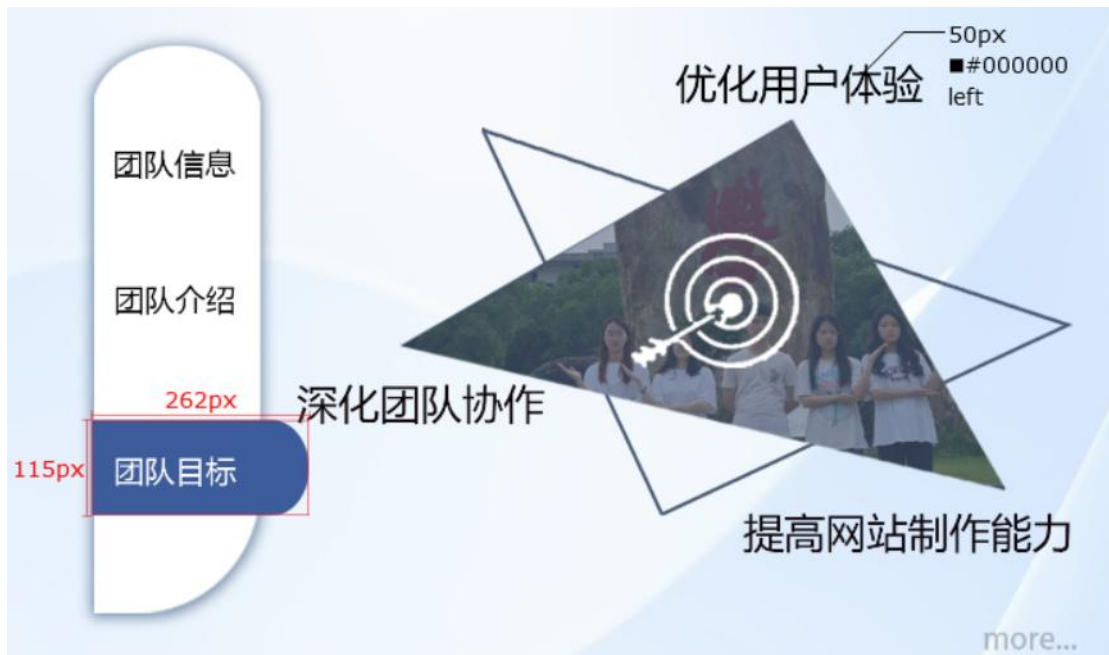 团队信息
团队介绍
262px
115px
团队目标
50px
■#000000
left
优化用户体验
深化团队协作
提高网站制作能力
more...